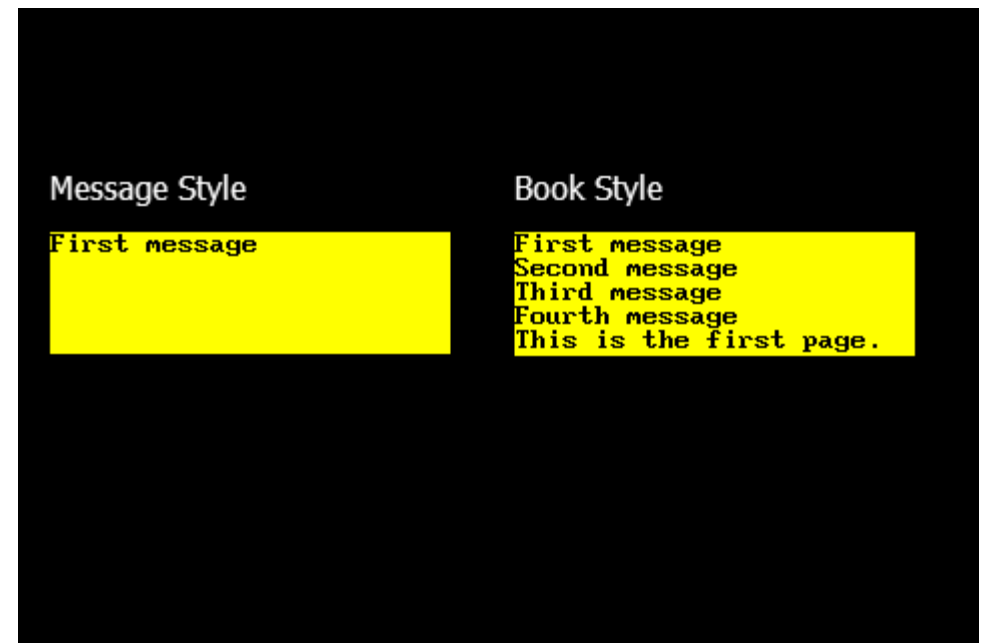 Message Style
First message
Book Style
First message
Second message
Third message
Fourth message
This is the first page.